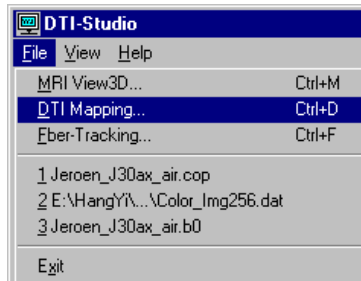 DTI-Studio
File View Help
MRI View3D... Ctrl+M
DTI Mapping... Ctrl+D
Fber-Tracking... Ctrl+F
1 Jeroen_J30ax_air.cop
2 E:\HangYi\...\Color_Img256.dat
3 Jeroen_J30ax_air.b0
Exit